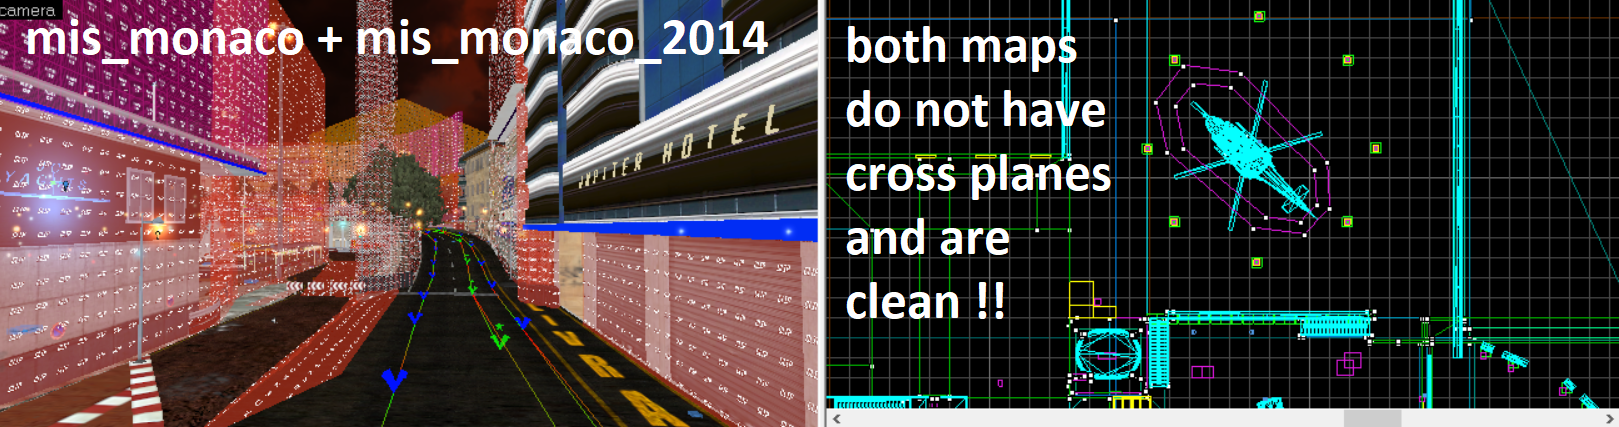 camera
mis_monaco + mis_monaco_2014
JUPITER HOTEL
both maps
do not have
cross planes
and are
clean !!